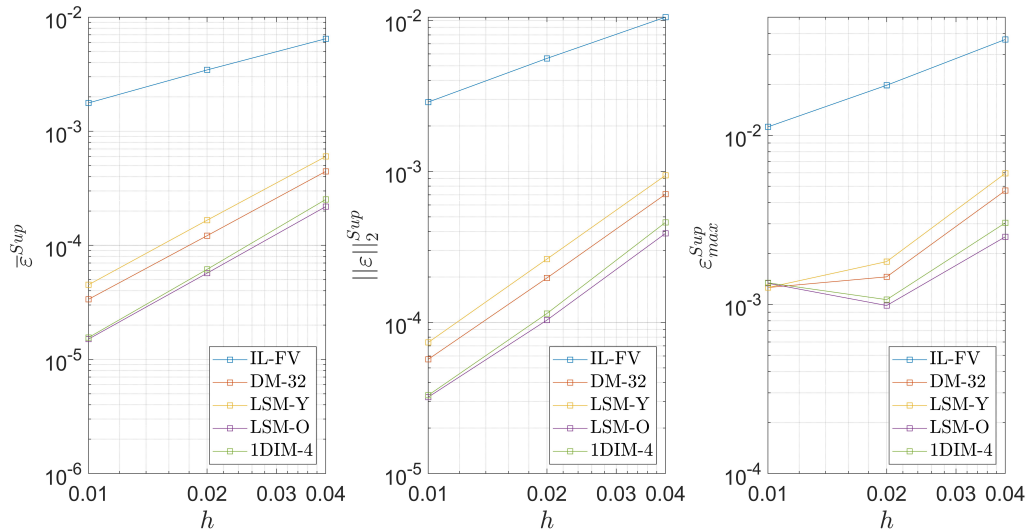 10^-2
10^-3
10^-4
10^-5
10^-6
ε̄^Sup
0.01 0.02 0.03 0.04
h
IL-FV
DM-32
LSM-Y
LSM-O
1DIM-4
10^-2
10^-3
10^-4
10^-5
||ε||_2^Sup
0.01 0.02 0.03 0.04
h
IL-FV
DM-32
LSM-Y
LSM-O
1DIM-4
10^-2
10^-3
10^-4
ε_max^Sup
0.01 0.02 0.03 0.04
h
IL-FV
DM-32
LSM-Y
LSM-O
1DIM-4